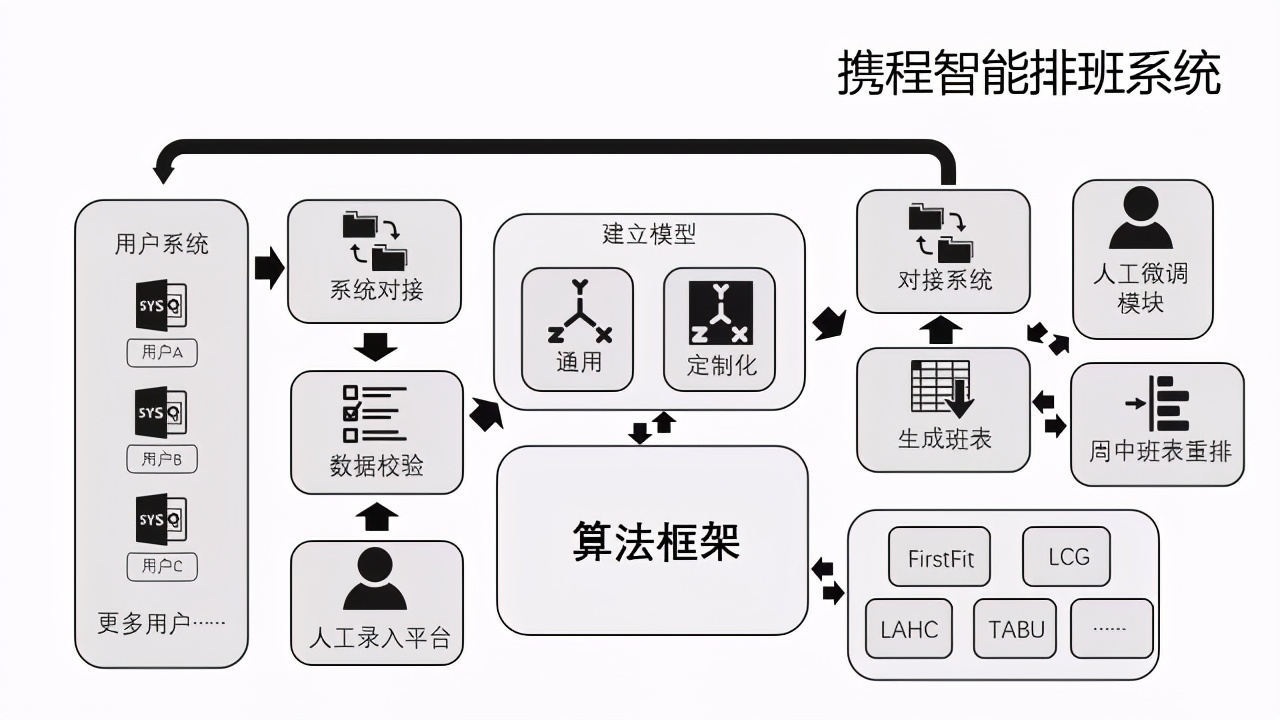 携程智能排班系统
用户系统
SYS
用户A
SYS
用户B
SYS
用户C
更多用户……
系统对接
数据校验
人工录入平台
建立模型
Y
Z X
通用
Y
Z X
定制化
算法框架
对接系统
生成班表
人工微调
模块
周中班表重排
FirstFit
LCG
LAHC
TABU
……